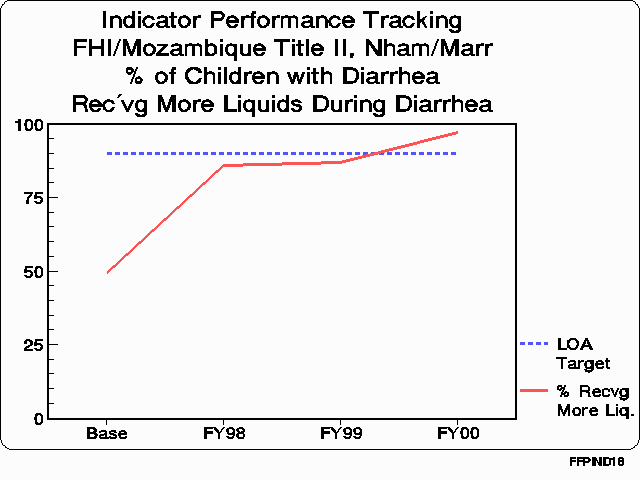 Indicator Performance Tracking
FHI/Mozambique Title II, Nham/Marr
% of Children with Diarrhea
Rec´vg More Liquids During Diarrhea
100
75
50
25
0
Base FY98 FY99 FY00
LOA
Target
% Recvg
More Liq.
FFPIND18